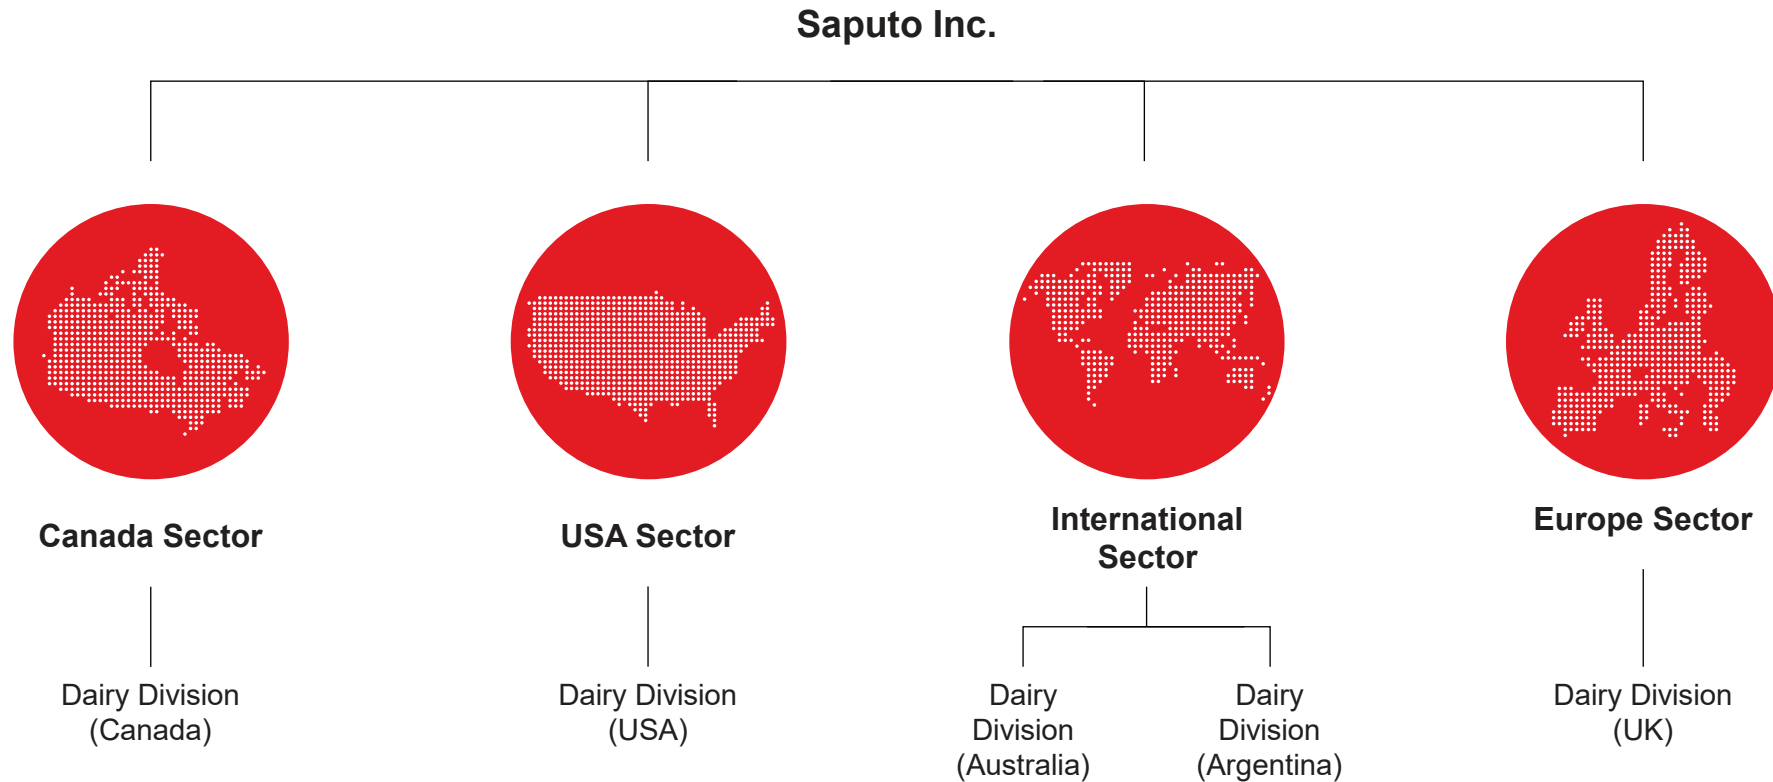 Saputo Inc.
Canada Sector
USA Sector
International
Sector
Europe Sector
Dairy Division
(Canada)
Dairy Division
(USA)
Dairy
Division
(Australia)
Dairy
Division
(Argentina)
Dairy Division
(UK)